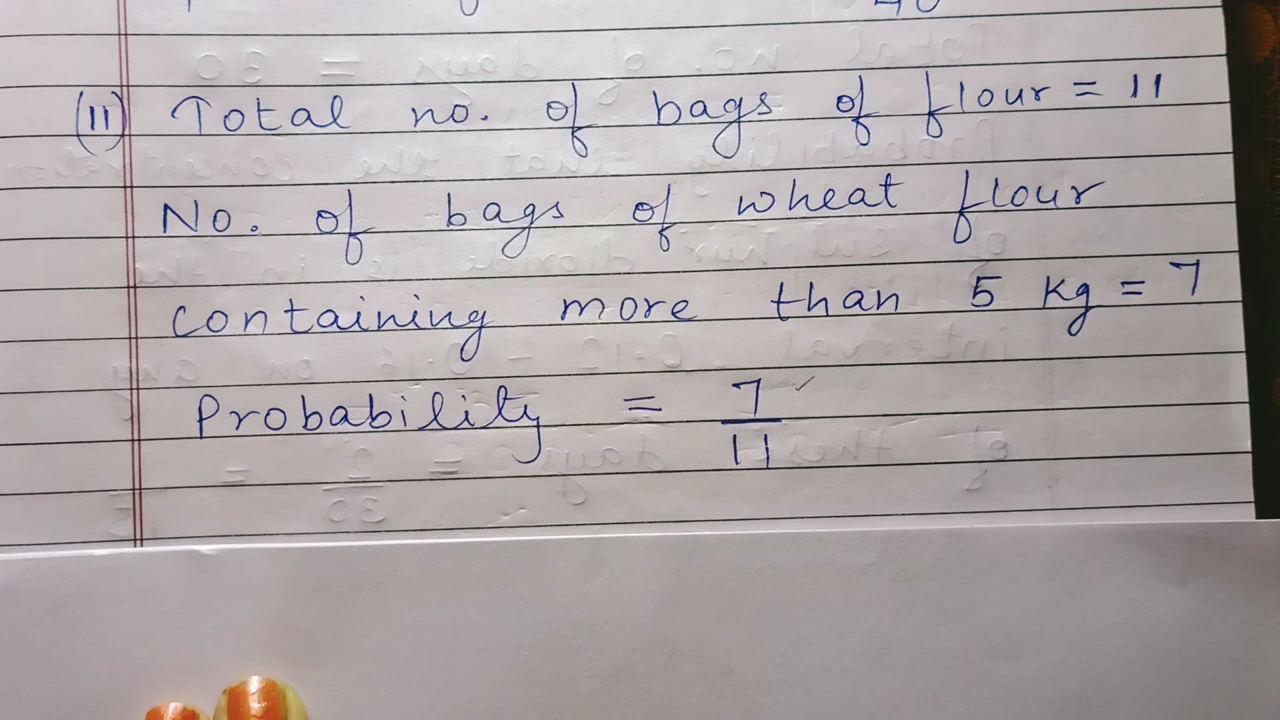 (11) Total no. of bags of flour = 11
No. of bags of wheat flour
containing more than 5 kg = 7
Probability = 7/11